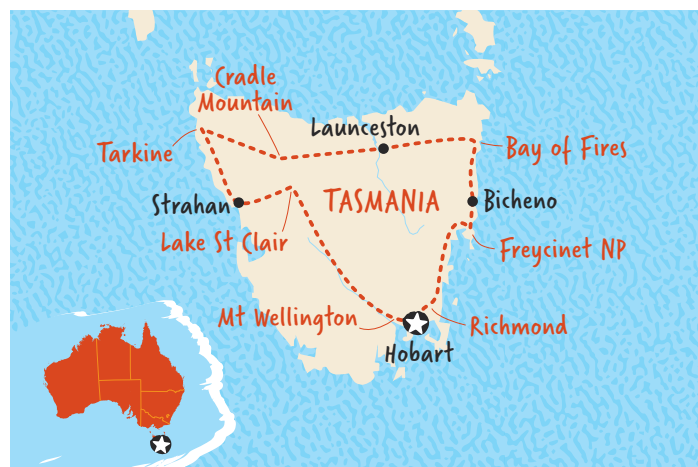 Cradle
Mountain
Launceston
Tarkine
Bay of Fires
Strahan
TASMANIA
Bicheno
Lake St Clair
Freycinet NP
Mt Wellington
Richmond
Hobart